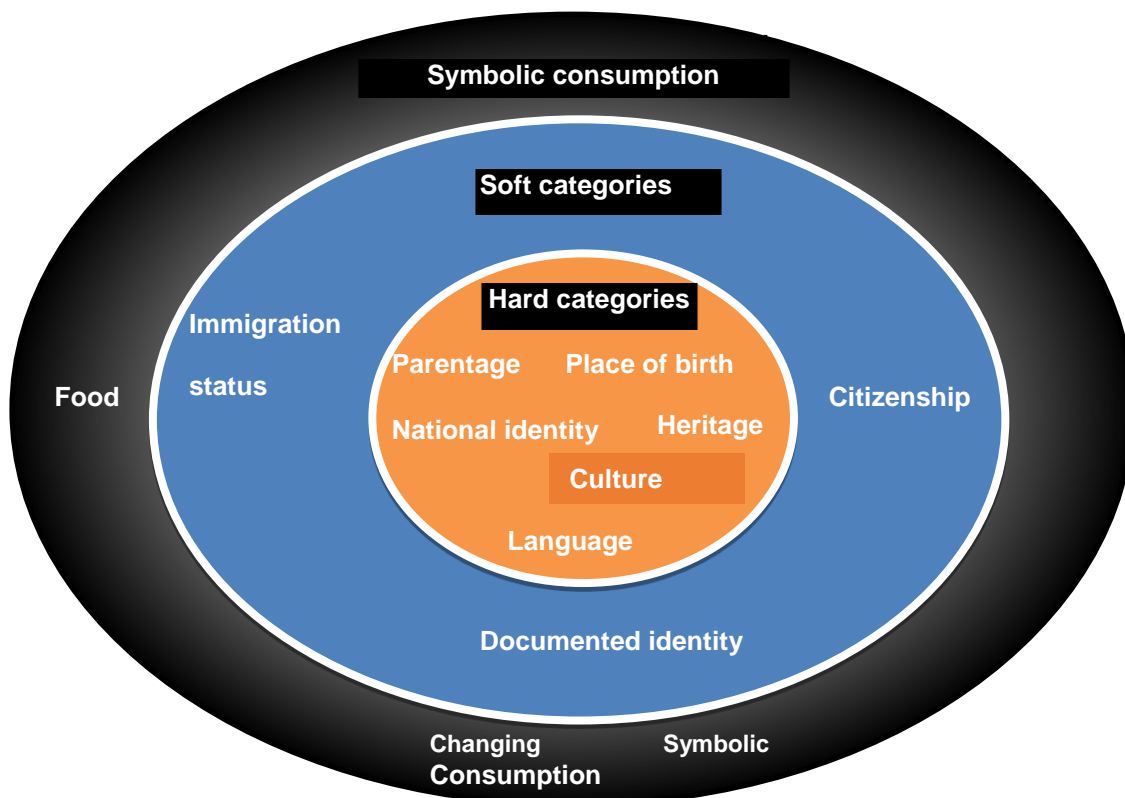 Symbolic consumption
Soft categories
Hard categories
Immigration
status
Parentage Place of birth
Food
Citizenship
National identity Heritage
Culture
Language
Documented identity
Changing Symbolic
Consumption